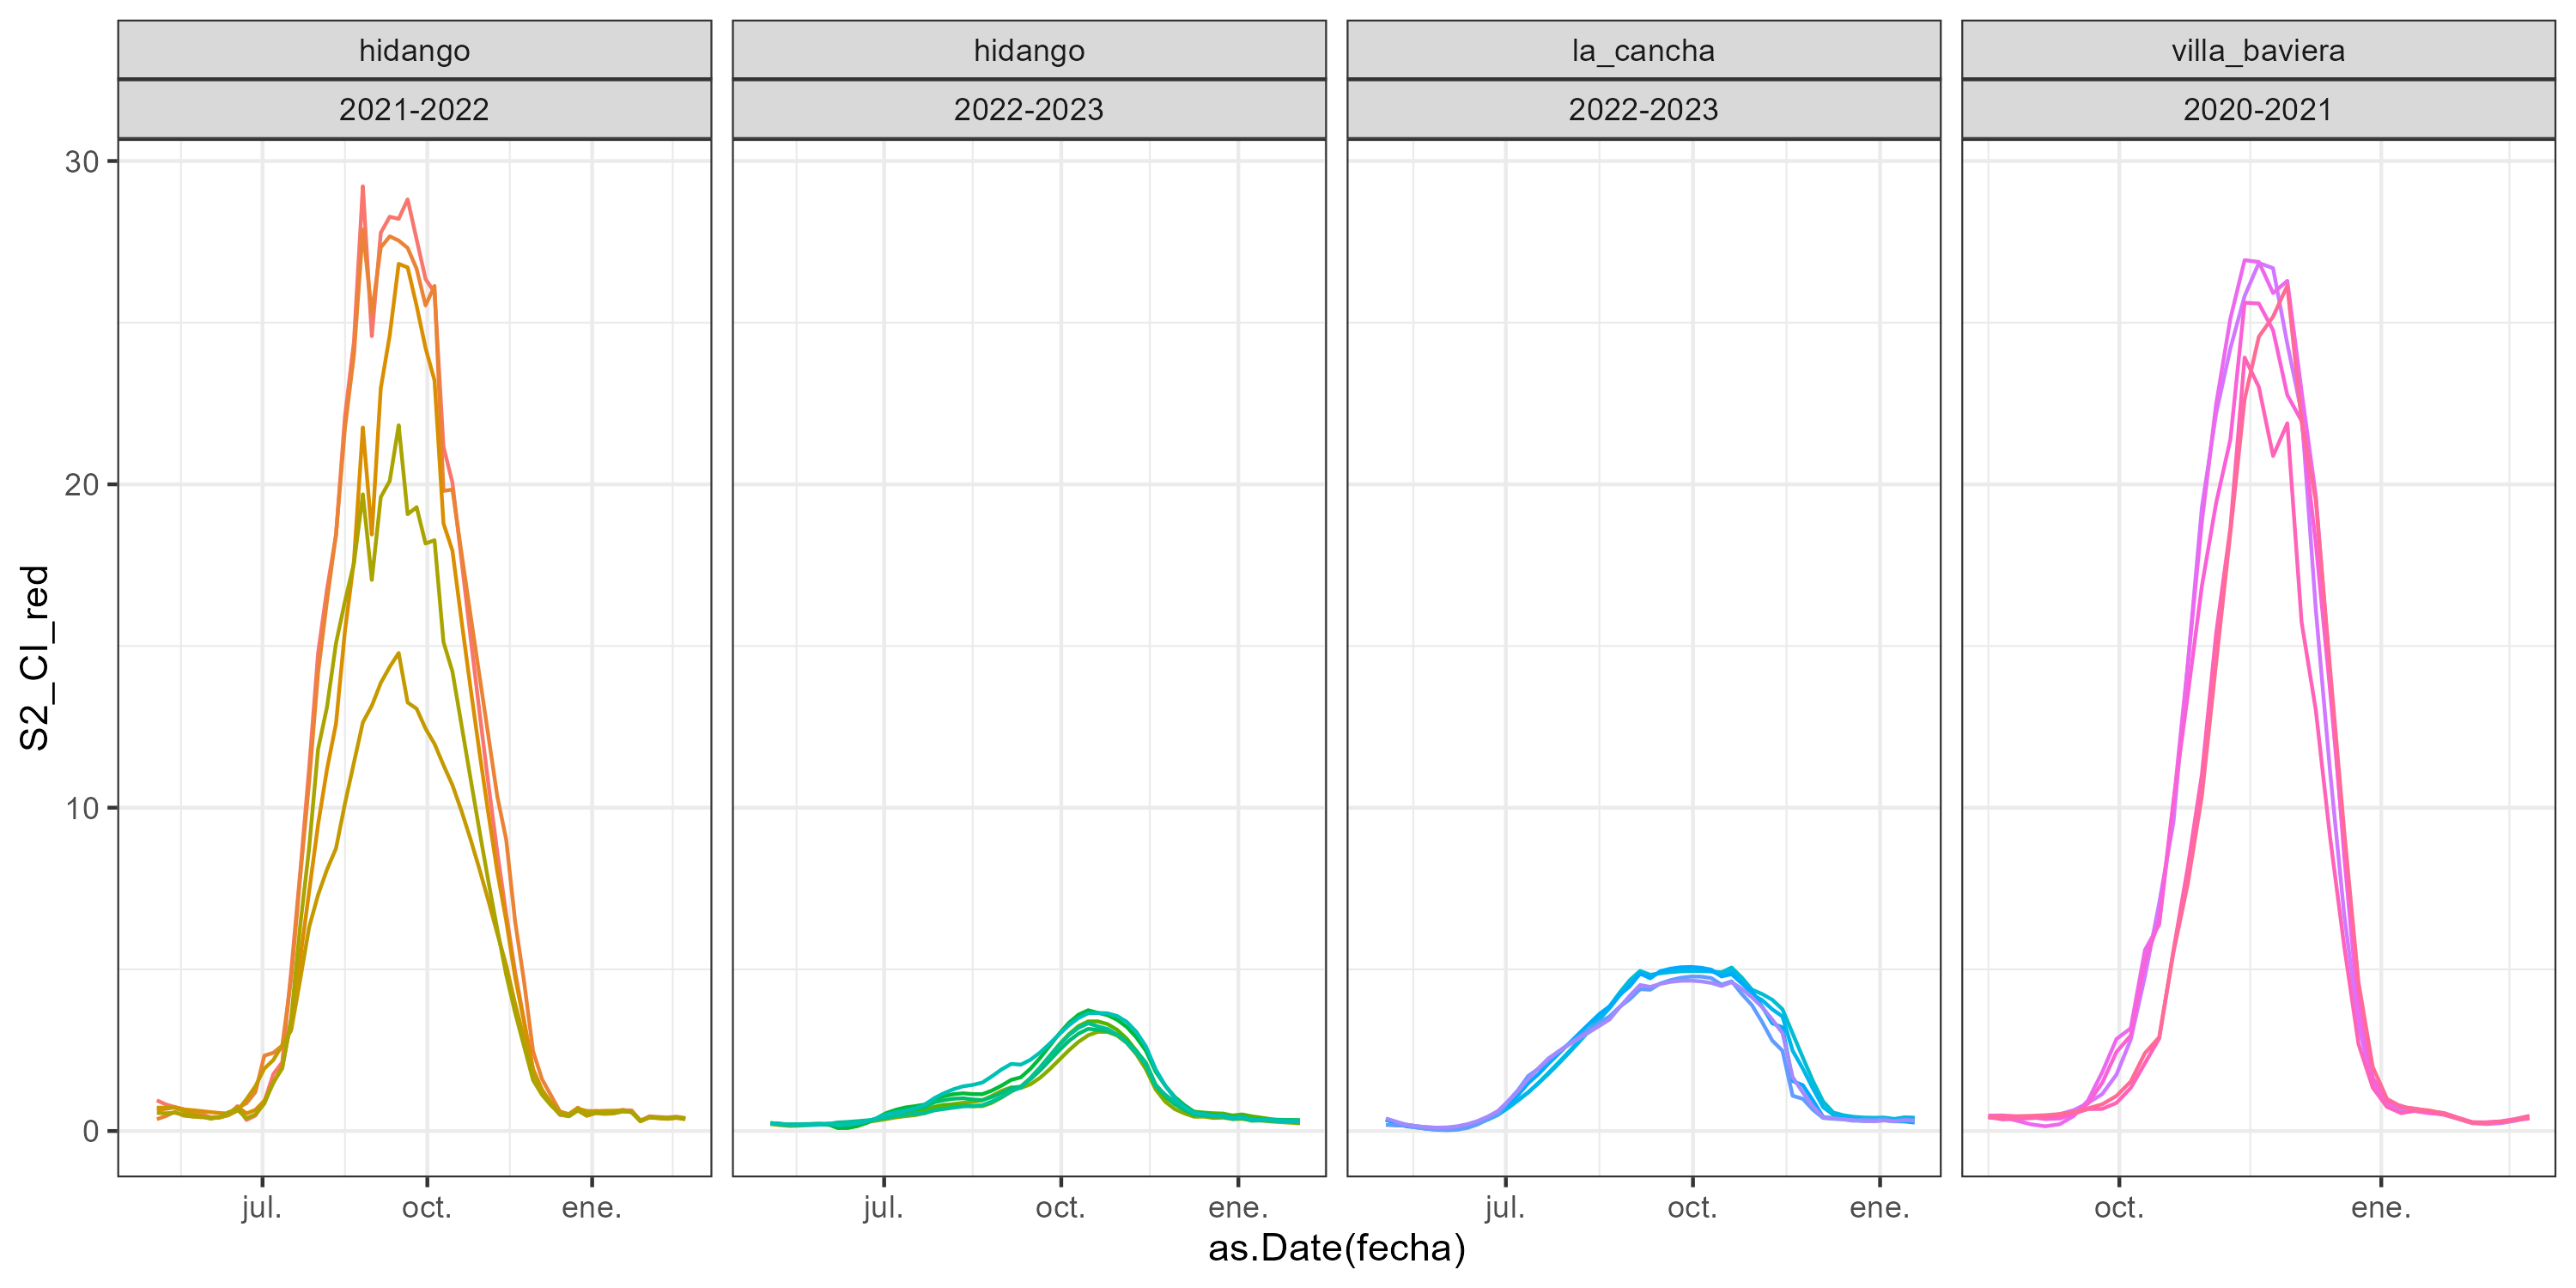 hidango hidango la_cancha villa_baviera
2021-2022 2022-2023 2022-2023 2020-2021
30
20
10
0
S2_CI_red
jul. oct. ene. jul. oct. ene. jul. oct. ene. oct. ene.
as.Date(fecha)